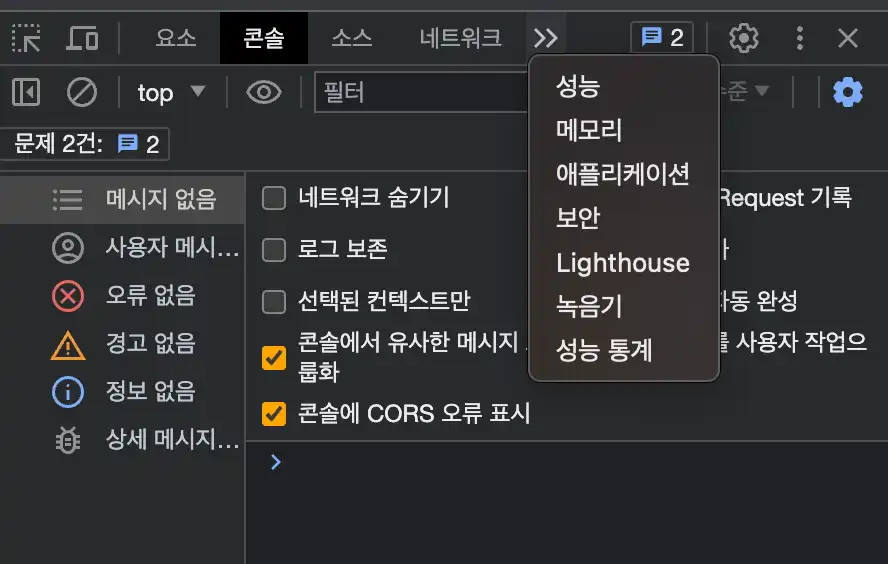 요소 콘솔 소스 네트워크 2
top 필터 수준
문제 2건: 2
메시지 없음
사용자 메시…
오류 없음
경고 없음
정보 없음
상세 메시지…
네트워크 숨기기
로그 보존
선택된 컨텍스트만
콘솔에서 유사한 메시지
룹화
콘솔에 CORS 오류 표시
Request 기록
자동 완성
를 사용자 작업으
성능
메모리
애플리케이션
보안
Lighthouse
녹음기
성능 통계